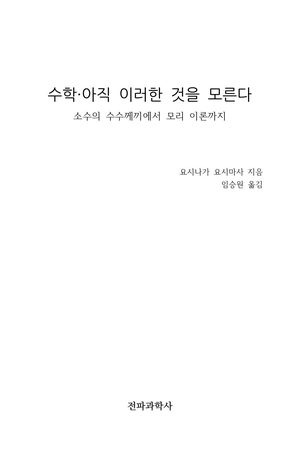 수학·아직 이러한 것을 모른다
소수의 수수께끼에서 모리 이론까지
요시나가 요시마사 지음
임승원 옮김
전파과학사